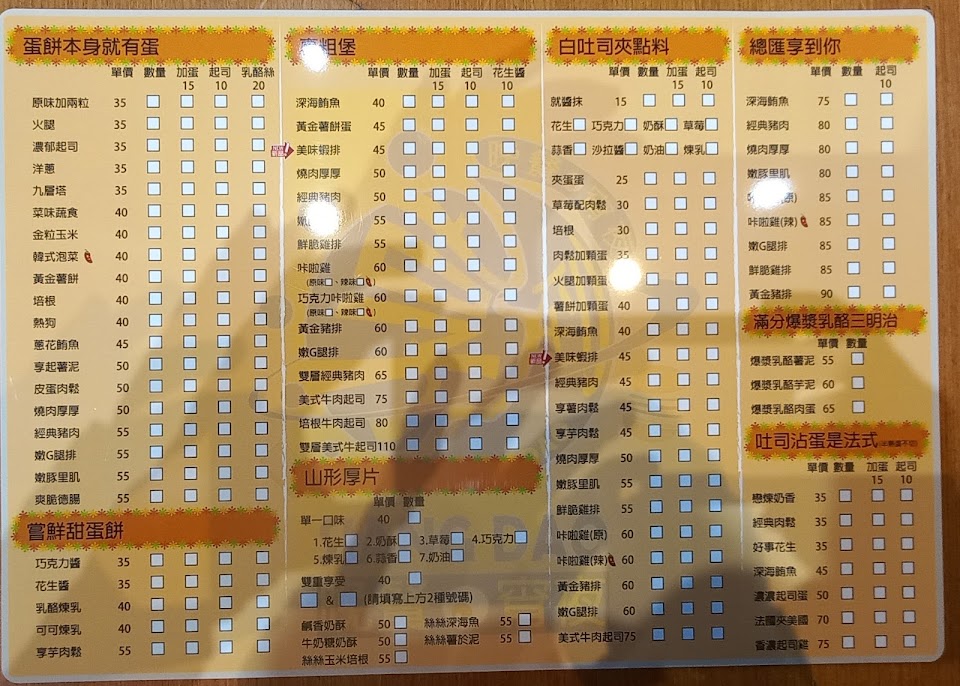 蛋餅本身就有蛋
單價 數量 加蛋 起司 乳酪絲
15 10 20
原味加兩粒 35
火腿 35
濃郁起司 35
洋蔥 35
九層塔 35
菜味蔬食 40
金粒玉米 40
韓式泡菜 40
黃金薯餅 40
培根 40
熱狗 40
蔥花鮪魚 45
享起薯泥 50
皮蛋肉鬆 50
燒肉厚厚 50
經典豬肉 55
嫩G腿排 55
嫩豚里肌 55
爽脆德腸 55
嘗鮮甜蛋餅
巧克力醬 35
花生醬 35
乳酪煉乳 40
可可煉乳 40
享芋肉鬆 55
堡
單價 數量 加蛋 起司 花生醬
15 10 10
深海鮪魚 40
黃金薯餅蛋 45
美味蝦排 45
燒肉厚厚 50
經典豬肉 50
嫩 55
鮮脆雞排 55
咔啦雞 60
(原味、辣味)
巧克力咔啦雞 60
(原味、辣味)
黃金豬排 60
嫩G腿排 60
雙層經典豬肉 65
美式牛肉起司 75
培根牛肉起司 80
雙層美式牛起司 110
山形厚片
單價 數量
單一口味 40
1.花生 2.奶酥 3.草莓 4.巧克力
5.煉乳 6.蒜香 7.奶油
雙重享受 40
& (請填寫上方2種號碼)
鹹香奶酥 50 絲絲深海魚 55
牛奶糖奶酥 50 絲絲薯於泥 55
絲絲玉米培根 55
白吐司夾點料
單價 數量 加蛋 起司
15 10
就醬抹 15
花生 巧克力 奶酥 草莓
蒜香 沙拉醬 奶油 煉乳
夾蛋蛋 25
草莓配肉鬆 30
培根 30
肉鬆加顆蛋 35
火腿加顆蛋
薯餅加顆蛋 40
深海鮪魚 40
美味蝦排 45
經典豬肉 45
享薯肉鬆 45
享芋肉鬆 45
燒肉厚厚 50
嫩豚里肌 55
鮮脆雞排 55
咔啦雞(原) 60
咔啦雞(辣) 60
黃金豬排 60
嫩G腿排 60
美式牛肉起司 75
總匯享到你
單價 數量 起司
10
深海鮪魚 75
經典豬肉 80
燒肉厚厚 80
嫩豚里肌 80
85
咔啦雞(辣) 85
嫩G腿排 85
鮮脆雞排 85
黃金豬排 90
滿分爆漿乳酪三明治
單價 數量
爆漿乳酪薯泥 55
爆漿乳酪芋泥 60
爆漿乳酪肉蛋 65
吐司沾蛋是法式
單價 數量 加蛋 起司
15 10
戀煉奶香 35
經典肉鬆 35
好事花生 35
深海鮪魚 45
濃濃起司蛋 50
法國夾美國 70
香濃起司雞 75